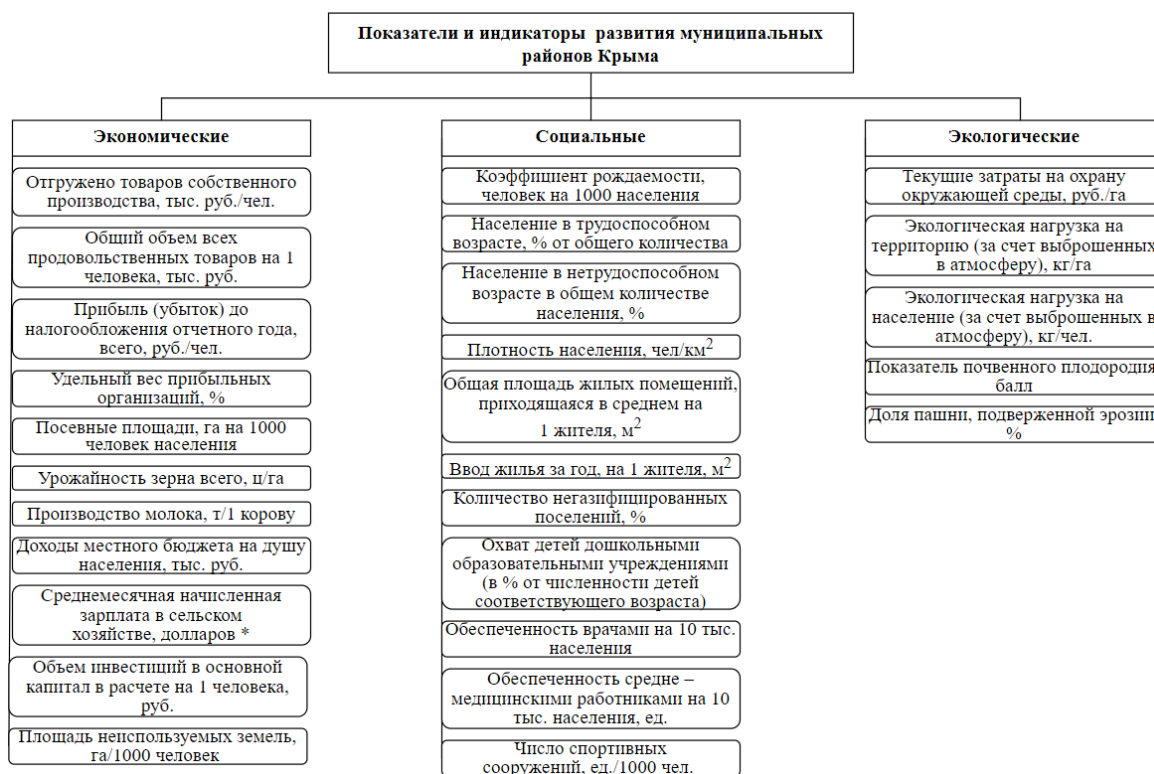 Показатели и индикаторы развития муниципальных
районов Крыма
Экономические
Отгружено товаров собственного
производства, тыс. руб./чел.
Общий объем всех
продовольственных товаров на 1
человека, тыс. руб.
Прибыль (убыток) до
налогообложения отчетного года,
всего, руб./чел.
Удельный вес прибыльных
организаций, %
Посевные площади, га на 1000
человек населения
Урожайность зерна всего, ц/га
Производство молока, т/1 корову
Доходы местного бюджета на душу
населения, тыс. руб.
Среднемесячная начисленная
зарплата в сельском
хозяйстве, долларов *
Объем инвестиций в основной
капитал в расчете на 1 человека,
руб.
Площадь неиспользуемых земель,
га/1000 человек
Социальные
Коэффициент рождаемости,
человек на 1000 населения
Население в трудоспособном
возрасте, % от общего количества
Население в нетрудоспособном
возрасте в общем количестве
населения, %
Плотность населения, чел/км²
Общая площадь жилых помещений,
приходящаяся в среднем на
1 жителя, м²
Ввод жилья за год, на 1 жителя, м²
Количество негазифицированных
поселений, %
Охват детей дошкольными
образовательными учреждениями
(в % от численности детей
соответствующего возраста)
Обеспеченность врачами на 10 тыс.
населения
Обеспеченность средне –
медицинскими работниками на 10
тыс. населения, ед.
Число спортивных
сооружений, ед./1000 чел.
Экологические
Текущие затраты на охрану
окружающей среды, руб./га
Экологическая нагрузка на
территорию (за счет выброшенных
в атмосферу), кг/га
Экологическая нагрузка на
население (за счет выброшенных в
атмосферу), кг/чел.
Показатель почвенного плодородия,
балл
Доля пашни, подверженной эрозии,
%